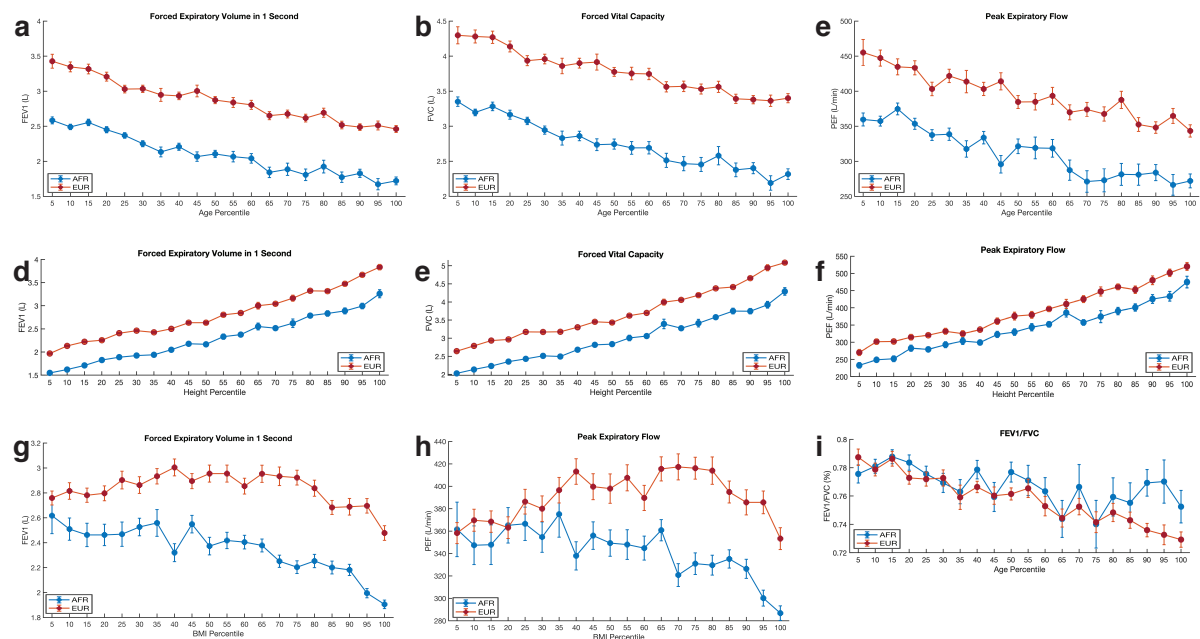 a
Forced Expiratory Volume in 1 Second
4
3.5
3
2.5
2
1.5
FEV1 (L)
AFR
EUR
5 10 15 20 25 30 35 40 45 50 55 60 65 70 75 80 85 90 95 100
Age Percentile
b
Forced Vital Capacity
4.5
4
3.5
3
2.5
2
FVC (L)
AFR
EUR
5 10 15 20 25 30 35 40 45 50 55 60 65 70 75 80 85 90 95 100
Age Percentile
e
Peak Expiratory Flow
500
450
400
350
300
250
PEF (L/min)
AFR
EUR
5 10 15 20 25 30 35 40 45 50 55 60 65 70 75 80 85 90 95 100
Age Percentile
d
Forced Expiratory Volume in 1 Second
4
3.5
3
2.5
2
1.5
FEV1 (L)
AFR
EUR
5 10 15 20 25 30 35 40 45 50 55 60 65 70 75 80 85 90 95 100
Height Percentile
e
Forced Vital Capacity
5
4.5
4
3.5
3
2.5
2
FVC (L)
AFR
EUR
5 10 15 20 25 30 35 40 45 50 55 60 65 70 75 80 85 90 95 100
Height Percentile
f
Peak Expiratory Flow
550
500
450
400
350
300
250
200
PEF (L/min)
AFR
EUR
5 10 15 20 25 30 35 40 45 50 55 60 65 70 75 80 85 90 95 100
Height Percentile
g
Forced Expiratory Volume in 1 Second
3.2
3
2.8
2.6
2.4
2.2
2
1.8
FEV1 (L)
AFR
EUR
5 10 15 20 25 30 35 40 45 50 55 60 65 70 75 80 85 90 95 100
BMI Percentile
h
Peak Expiratory Flow
440
420
400
380
360
340
320
300
280
PEF (L/min)
AFR
EUR
5 10 15 20 25 30 35 40 45 50 55 60 65 70 75 80 85 90 95 100
BMI Percentile
i
FEV1/FVC
0.8
0.78
0.76
0.74
0.72
FEV1/FVC (%)
AFR
EUR
5 10 15 20 25 30 35 40 45 50 55 60 65 70 75 80 85 90 95 100
Age Percentile